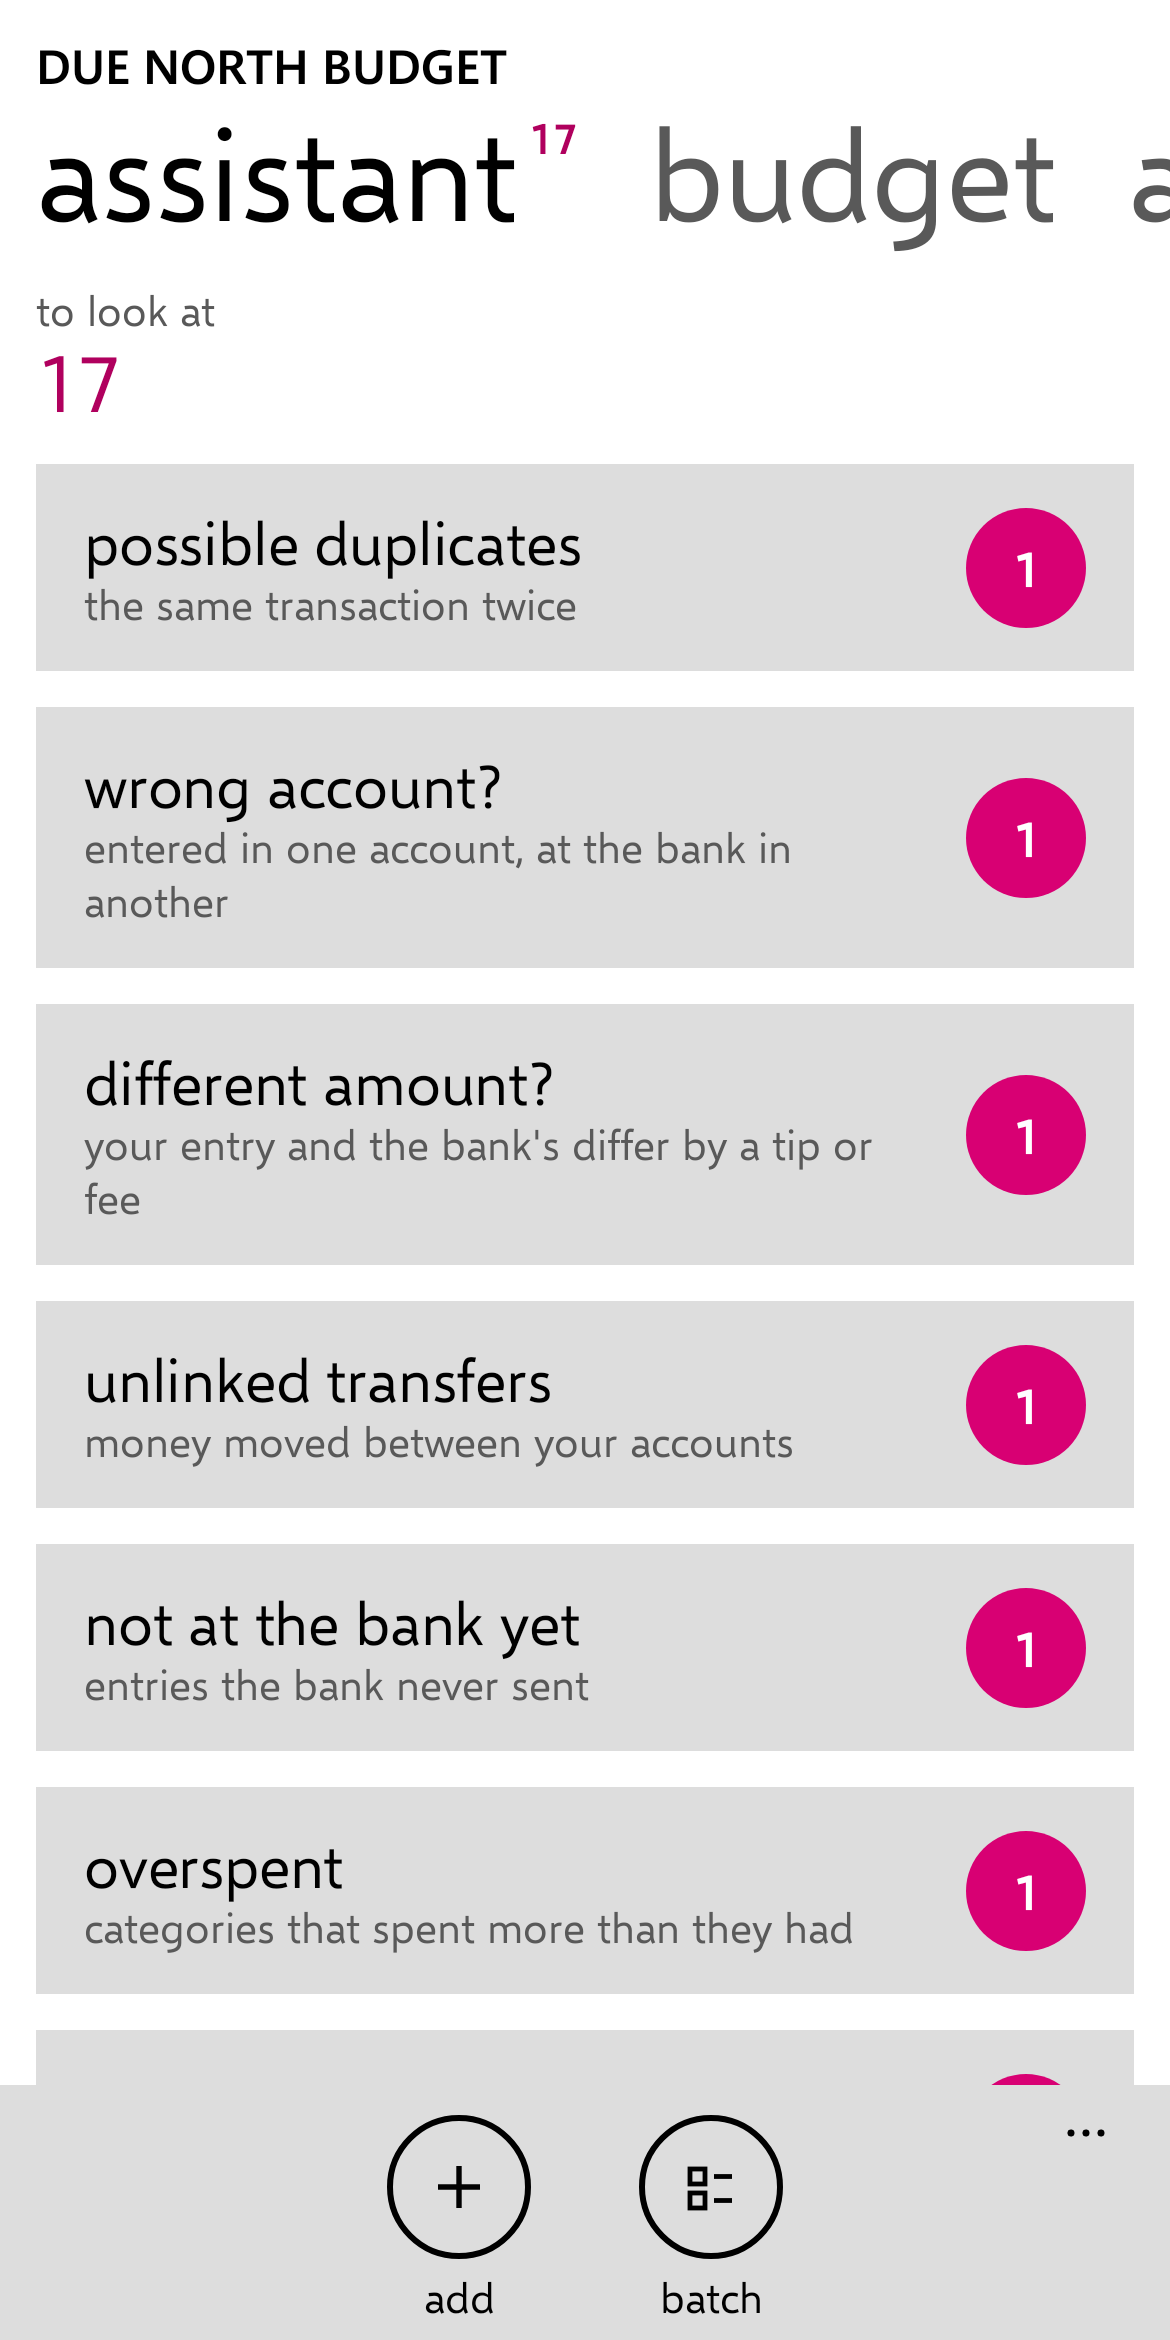 DUE NORTH BUDGET
assistant 17 budget a
to look at
17
possible duplicates
the same transaction twice
1
wrong account?
entered in one account, at the bank in
another
1
different amount?
your entry and the bank's differ by a tip or
fee
1
unlinked transfers
money moved between your accounts
1
not at the bank yet
entries the bank never sent
1
overspent
categories that spent more than they had
1
add
batch